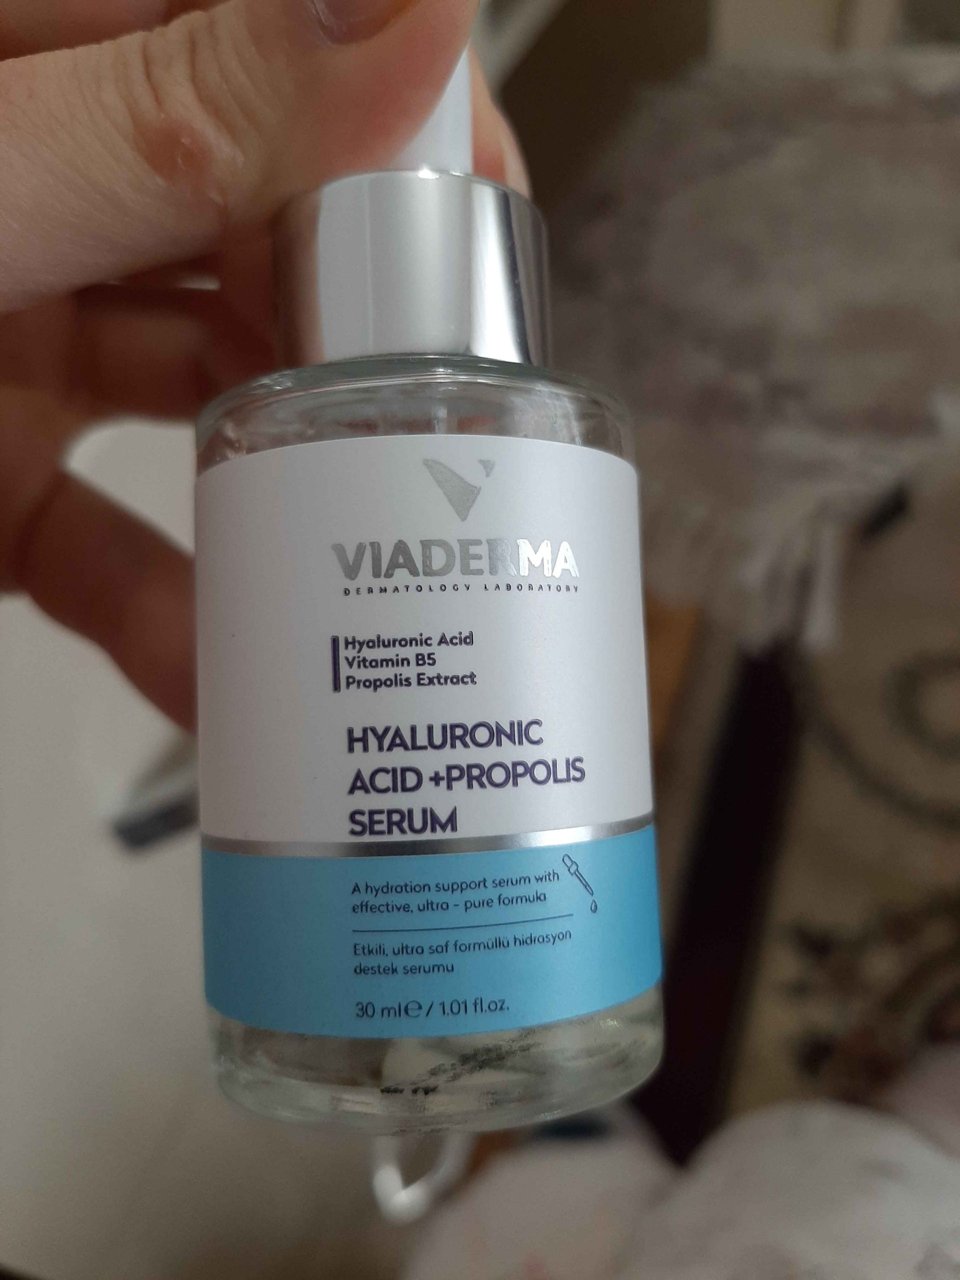 VIADERMA
DERMATOLOGY LABORATORY
Hyaluronic Acid
Vitamin B5
Propolis Extract
HYALURONIC
ACID +PROPOLIS
SERUM
A hydration support serum with
effective, ultra - pure formula
Etkili, ultra saf formüllü hidrasyon
destek serumu
30 ml℮ / 1.01 fl.oz.